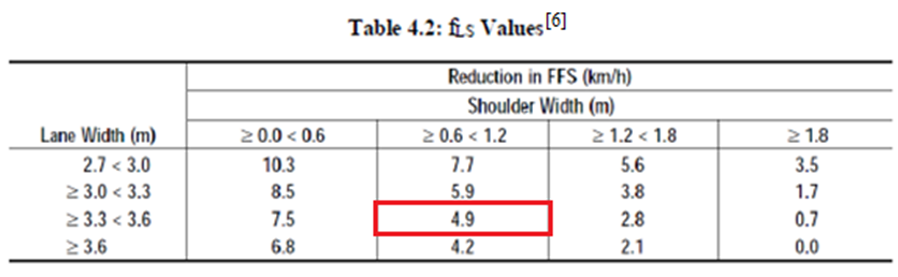 Table 4.2: fLS Values[6]
Reduction in FFS (km/h)
Shoulder Width (m)
Lane Width (m) ≥ 0.0 < 0.6 ≥ 0.6 < 1.2 ≥ 1.2 < 1.8 ≥ 1.8
2.7 < 3.0 10.3 7.7 5.6 3.5
≥ 3.0 < 3.3 8.5 5.9 3.8 1.7
≥ 3.3 < 3.6 7.5 4.9 2.8 0.7
≥ 3.6 6.8 4.2 2.1 0.0